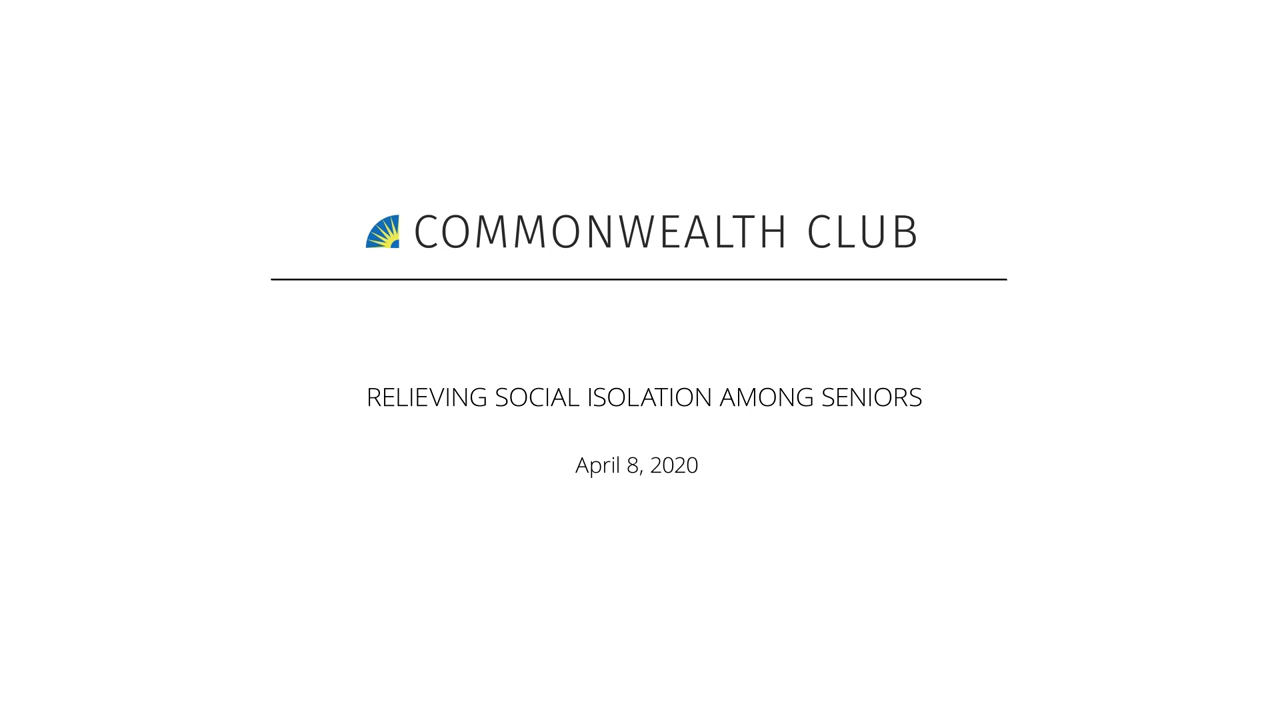 COMMONWEALTH CLUB
RELIEVING SOCIAL ISOLATION AMONG SENIORS
April 8, 2020